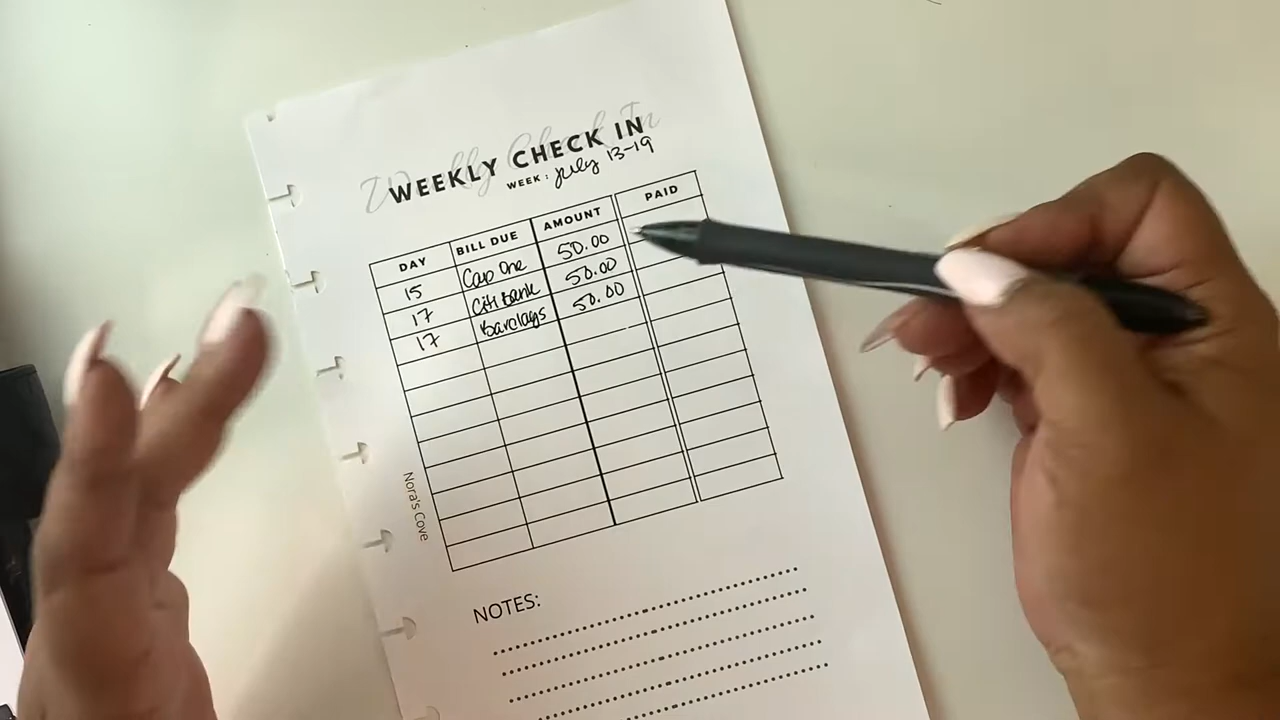 Weekly Check In
WEEKLY CHECK IN
WEEK: July 13-19
DAY BILL DUE AMOUNT PAID
15 Cap One 50.00
17 Citi Bank 50.00
17 Barclays 50.00
Nora's Cove
NOTES: